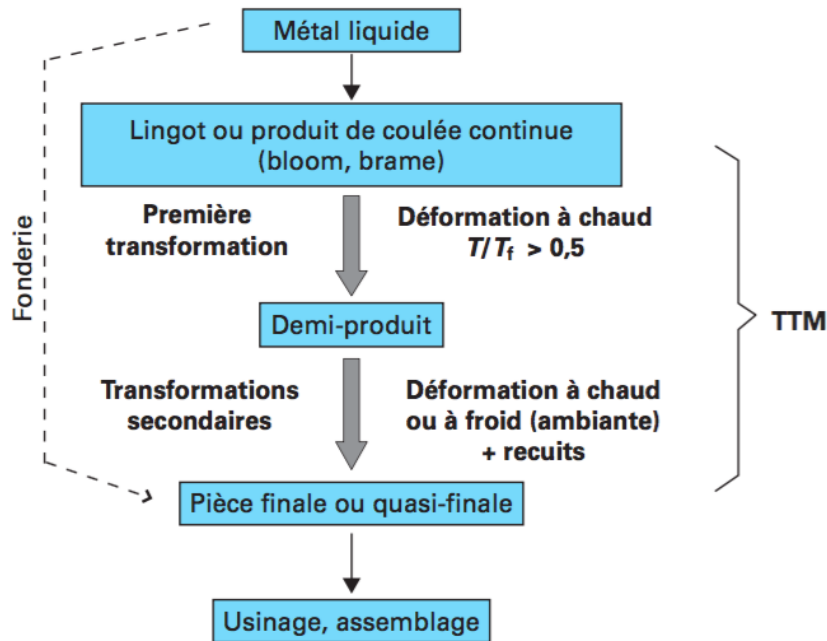 Métal liquide
Lingot ou produit de coulée continue
(bloom, brame)
Première
transformation
Déformation à chaud
T/Tf > 0,5
Fonderie
Demi-produit
TTM
Transformations
secondaires
Déformation à chaud
ou à froid (ambiante)
+ recuits
Pièce finale ou quasi-finale
Usinage, assemblage